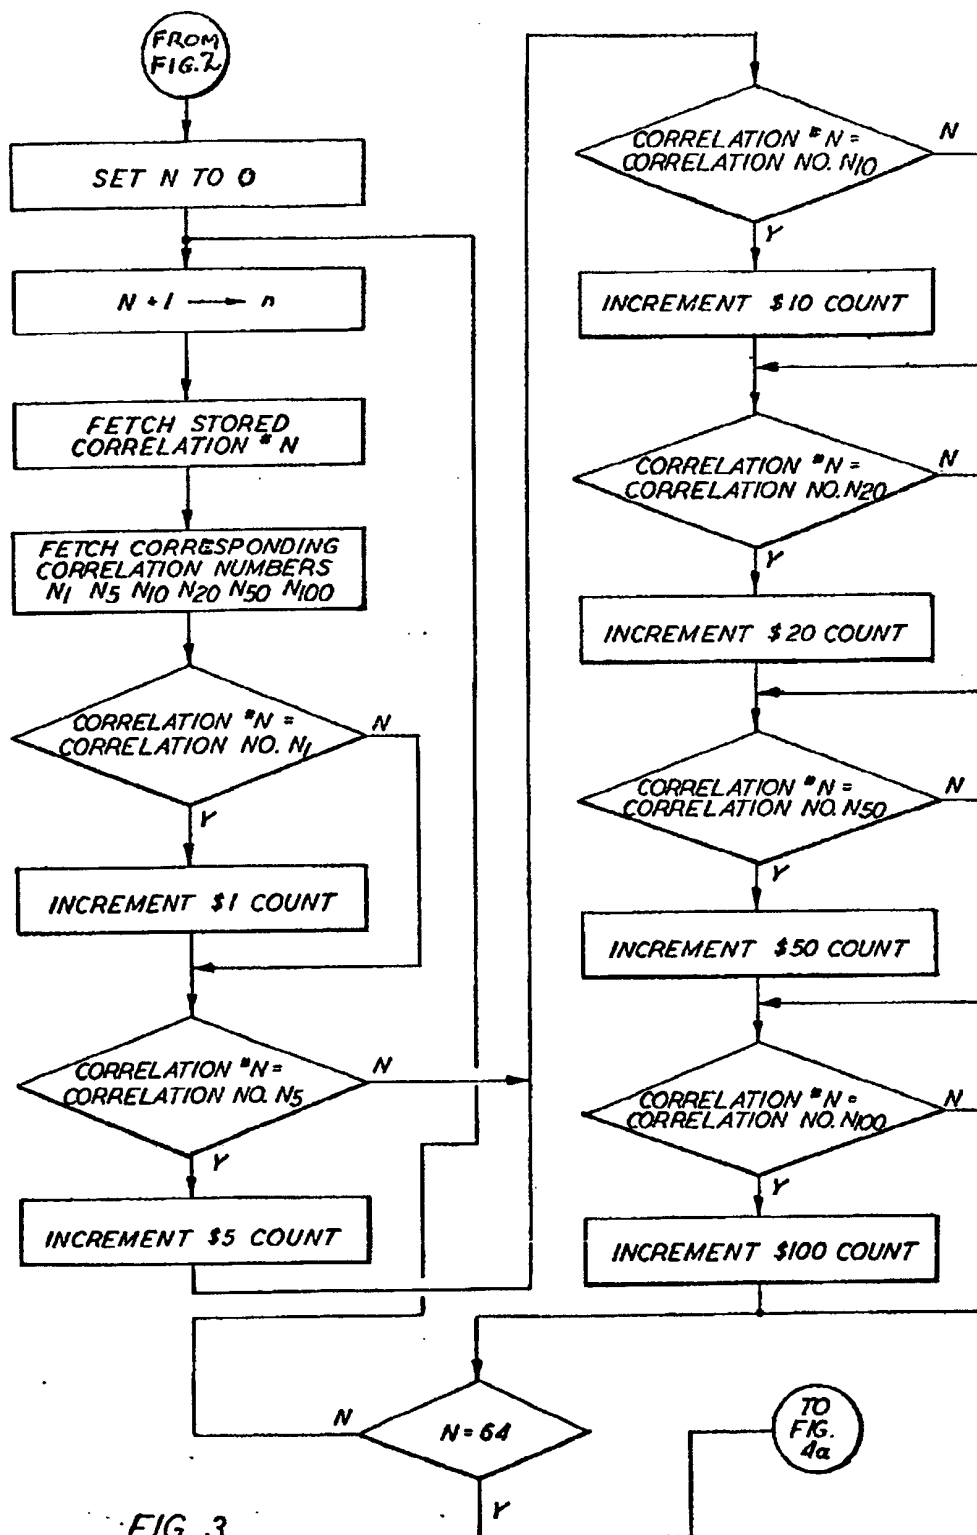 FROM
FIG. 2
SET N TO 0
N + 1 → n
FETCH STORED
CORRELATION # N
FETCH CORRESPONDING
CORRELATION NUMBERS
N1 N5 N10 N20 N50 N100
CORRELATION #N =
CORRELATION NO. N1
N
Y
INCREMENT $1 COUNT
CORRELATION #N =
CORRELATION NO. N5
N
Y
INCREMENT $5 COUNT
CORRELATION # N =
CORRELATION NO. N10
N
Y
INCREMENT $10 COUNT
CORRELATION #N =
CORRELATION NO. N20
N
Y
INCREMENT $20 COUNT
CORRELATION #N =
CORRELATION NO. N50
N
Y
INCREMENT $50 COUNT
CORRELATION #N =
CORRELATION NO. N100
N
Y
INCREMENT $100 COUNT
N = 64
N
Y
TO
FIG.
4a
FIG. 3